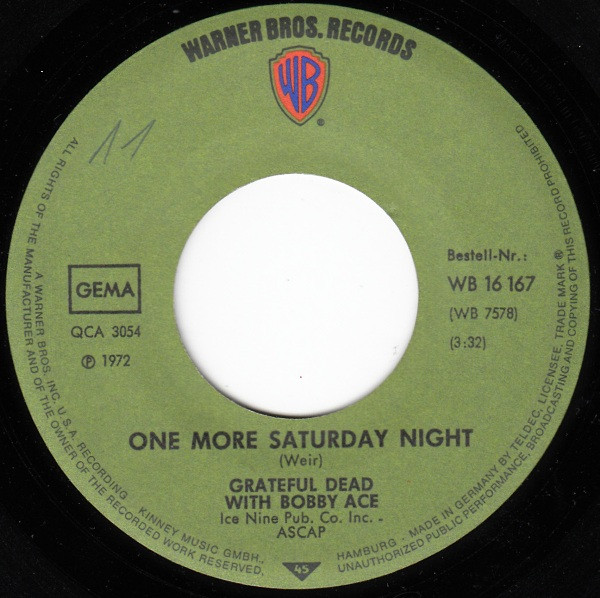 WARNER BROS. RECORDS
WB®
11
GEMA
QCA 3054
℗ 1972
Bestell-Nr.:
WB 16 167
(WB 7578)
(3:32)
ONE MORE SATURDAY NIGHT
(Weir)
GRATEFUL DEAD
WITH BOBBY ACE
Ice Nine Pub. Co. Inc. -
ASCAP
45
ALL RIGHTS OF THE MANUFACTURER AND OF THE OWNER OF THE RECORDED WORK RESERVED,
A WARNER BROS. INC. U.S.A. RECORDING
KINNEY MUSIC GMBH., HAMBURG - MADE IN GERMANY BY TELDEC, LICENSEE, TRADE MARK ®
UNAUTHORIZED PUBLIC PERFORMANCE, BROADCASTING AND COPYING OF THIS RECORD PROHIBITED